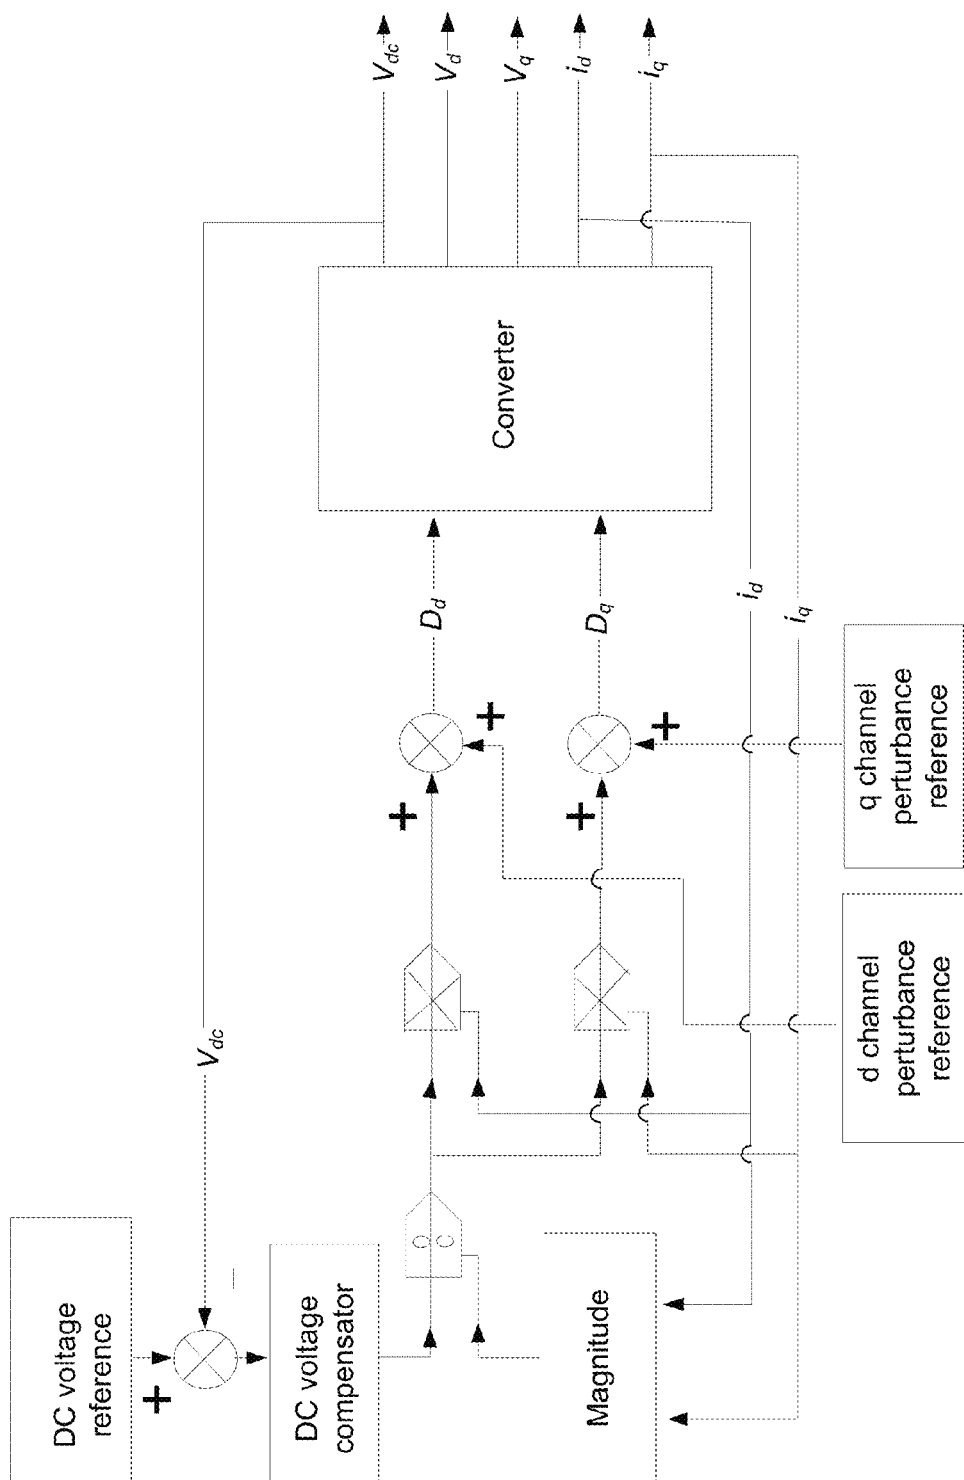 DC voltage
reference
+
−
V_dc
DC voltage
compensator
Magnitude
+
+
D_d
+
+
D_q
Converter
V_dc
V_d
V_q
i_d
i_q
i_d
i_q
d channel
perturbance
reference
q channel
perturbance
reference